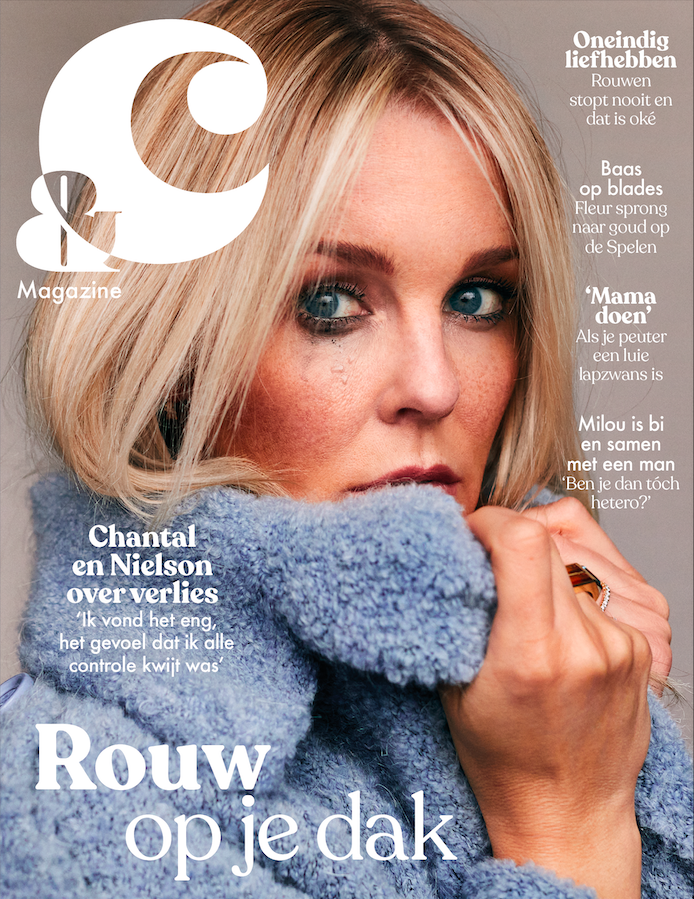 &C
Magazine
Oneindig
liefhebben
Rouwen
stopt nooit en
dat is oké
Baas
op blades
Fleur sprong
naar goud op
de Spelen
‘Mama
doen’
Als je peuter
een luie
lapzwans is
Milou is bi
en samen
met een man
‘Ben je dan tóch
hetero?’
Chantal
en Nielson
over verlies
‘Ik vond het eng,
het gevoel dat ik alle
controle kwijt was’
Rouw
op je dak